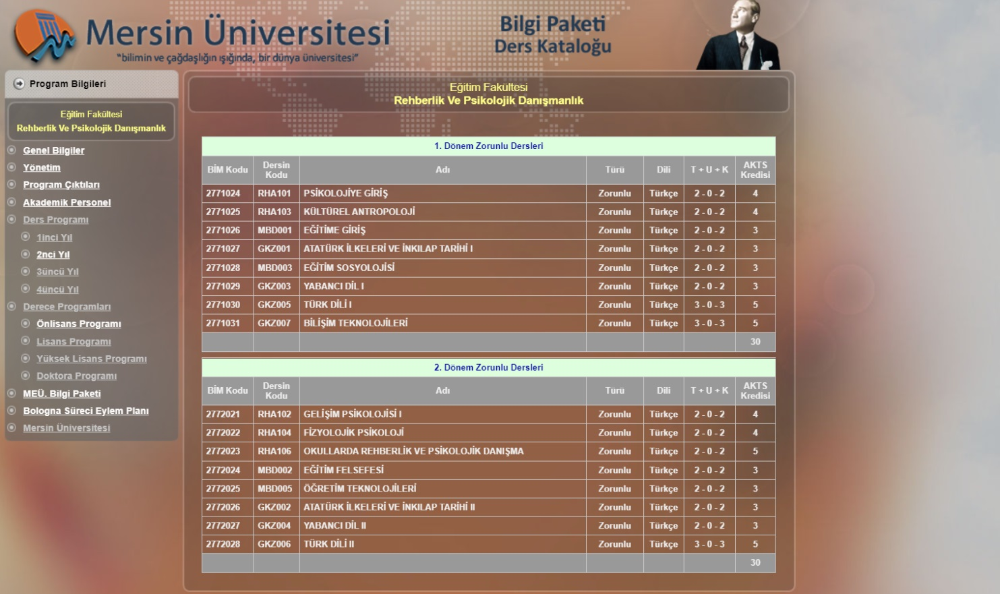 Mersin Üniversitesi
"bilimin ve çağdaşlığın ışığında, bir dünya üniversitesi"
Bilgi Paketi
Ders Kataloğu
Program Bilgileri
Eğitim Fakültesi
Rehberlik Ve Psikolojik Danışmanlık
Genel Bilgiler
Yönetim
Program Çıktıları
Akademik Personel
Ders Programı
1inci Yıl
2nci Yıl
3üncü Yıl
4üncü Yıl
Derece Programları
Önlisans Programı
Lisans Programı
Yüksek Lisans Programı
Doktora Programı
MEÜ. Bilgi Paketi
Bologna Süreci Eylem Planı
Mersin Üniversitesi
Eğitim Fakültesi
Rehberlik Ve Psikolojik Danışmanlık
1. Dönem Zorunlu Dersleri
BİM Kodu Dersin Kodu Adı Türü Dili T + U + K AKTS Kredisi
2771024 RHA101 PSİKOLOJİYE GİRİŞ Zorunlu Türkçe 2 - 0 - 2 4
2771025 RHA103 KÜLTÜREL ANTROPOLOJİ Zorunlu Türkçe 2 - 0 - 2 4
2771026 MBD001 EĞİTİME GİRİŞ Zorunlu Türkçe 2 - 0 - 2 3
2771027 GKZ001 ATATÜRK İLKELERİ VE İNKILAP TARİHİ I Zorunlu Türkçe 2 - 0 - 2 3
2771028 MBD003 EĞİTİM SOSYOLOJİSİ Zorunlu Türkçe 2 - 0 - 2 3
2771029 GKZ003 YABANCI DİL I Zorunlu Türkçe 2 - 0 - 2 3
2771030 GKZ005 TÜRK DİLİ I Zorunlu Türkçe 3 - 0 - 3 5
2771031 GKZ007 BİLİŞİM TEKNOLOJİLERİ Zorunlu Türkçe 3 - 0 - 3 5
30
2. Dönem Zorunlu Dersleri
BİM Kodu Dersin Kodu Adı Türü Dili T + U + K AKTS Kredisi
2772021 RHA102 GELİŞİM PSİKOLOJİSİ I Zorunlu Türkçe 2 - 0 - 2 4
2772022 RHA104 FİZYOLOJİK PSİKOLOJİ Zorunlu Türkçe 2 - 0 - 2 4
2772023 RHA106 OKULLARDA REHBERLİK VE PSİKOLOJİK DANIŞMA Zorunlu Türkçe 2 - 0 - 2 5
2772024 MBD002 EĞİTİM FELSEFESİ Zorunlu Türkçe 2 - 0 - 2 3
2772025 MBD005 ÖĞRETİM TEKNOLOJİLERİ Zorunlu Türkçe 2 - 0 - 2 3
2772026 GKZ002 ATATÜRK İLKELERİ VE İNKILAP TARİHİ II Zorunlu Türkçe 2 - 0 - 2 3
2772027 GKZ004 YABANCI DİL II Zorunlu Türkçe 2 - 0 - 2 3
2772028 GKZ006 TÜRK DİLİ II Zorunlu Türkçe 3 - 0 - 3 5
30